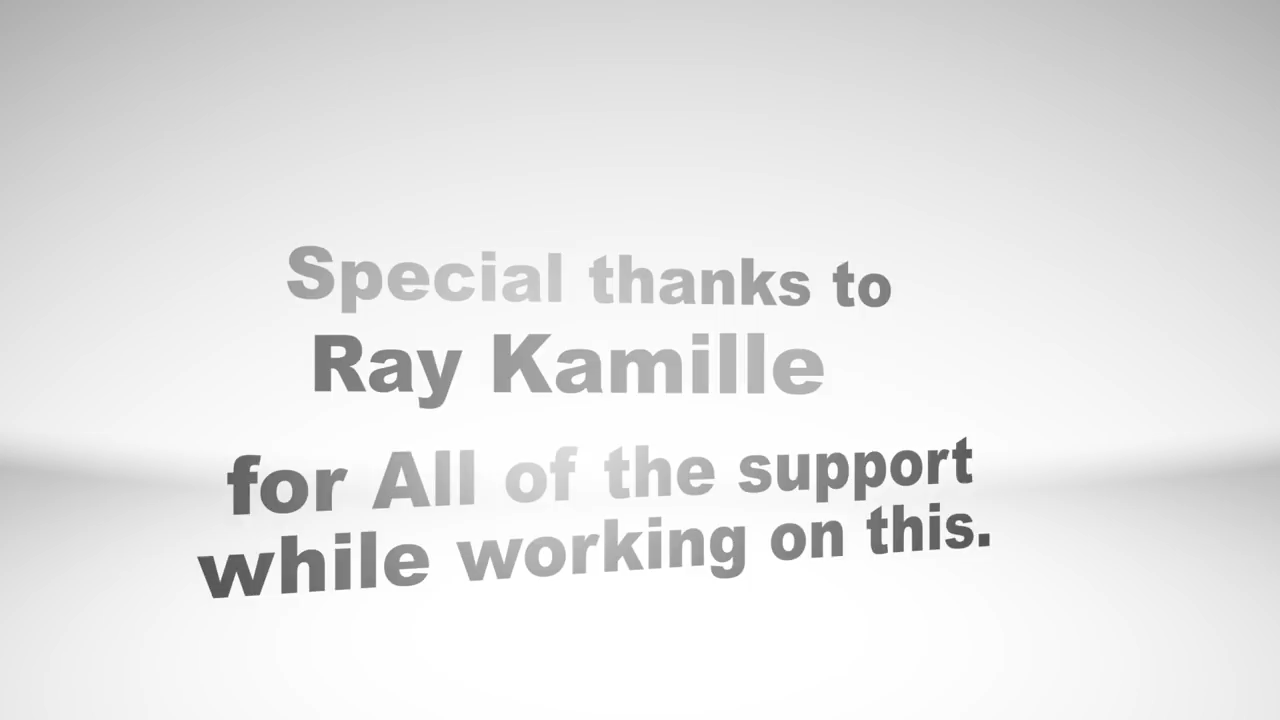 Special thanks to
Ray Kamille
for All of the support
while working on this.